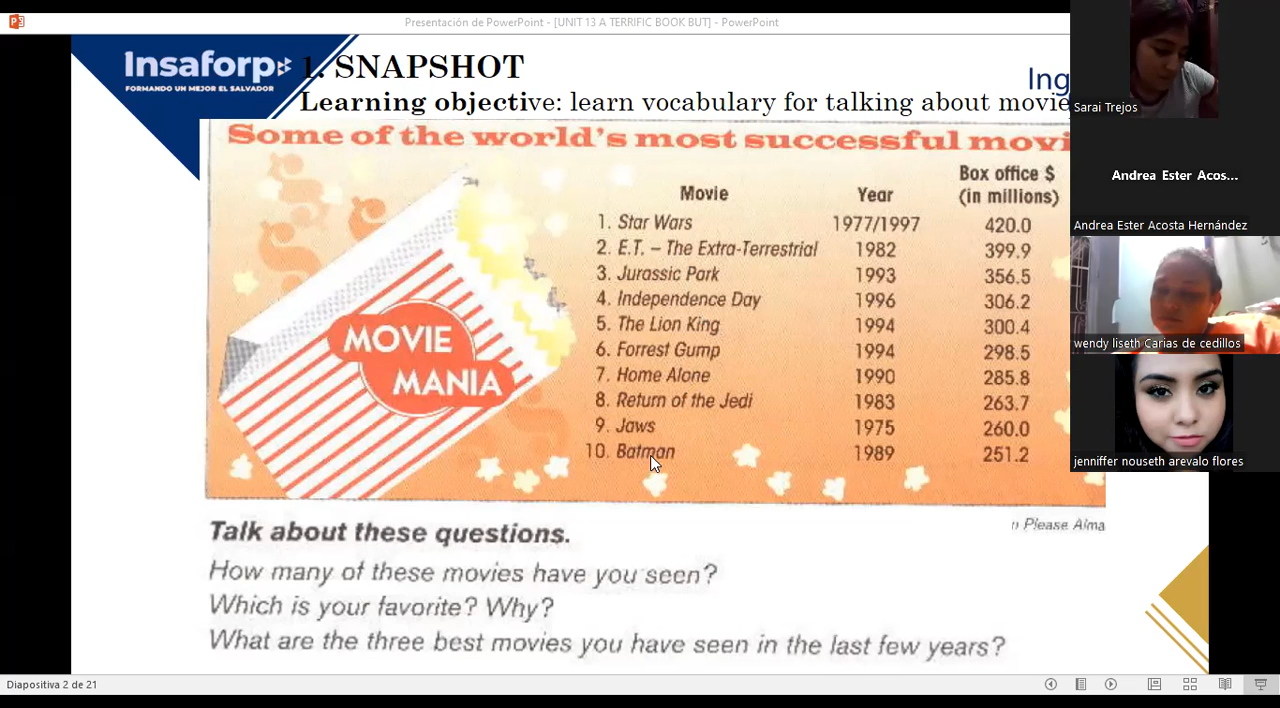 Presentación de PowerPoint - [UNIT 13 A TERRIFIC BOOK BUT] - PowerPoint
Insaforp
FORMANDO UN MEJOR EL SALVADOR
1. SNAPSHOT
Ing
Learning objective: learn vocabulary for talking about movie
Some of the world's most successful movi
Movie Year Box office $ (in millions)
1. Star Wars 1977/1997 420.0
2. E.T. – The Extra-Terrestrial 1982 399.9
3. Jurassic Park 1993 356.5
4. Independence Day 1996 306.2
5. The Lion King 1994 300.4
6. Forrest Gump 1994 298.5
7. Home Alone 1990 285.8
8. Return of the Jedi 1983 263.7
9. Jaws 1975 260.0
10. Batman 1989 251.2
MOVIE
MANIA
Please Alma
Talk about these questions.
How many of these movies have you seen?
Which is your favorite? Why?
What are the three best movies you have seen in the last few years?
Sarai Trejos
Andrea Ester Acos...
Andrea Ester Acosta Hernández
wendy liseth Carias de cedillos
jenniffer nouseth arevalo flores
Diapositiva 2 de 21